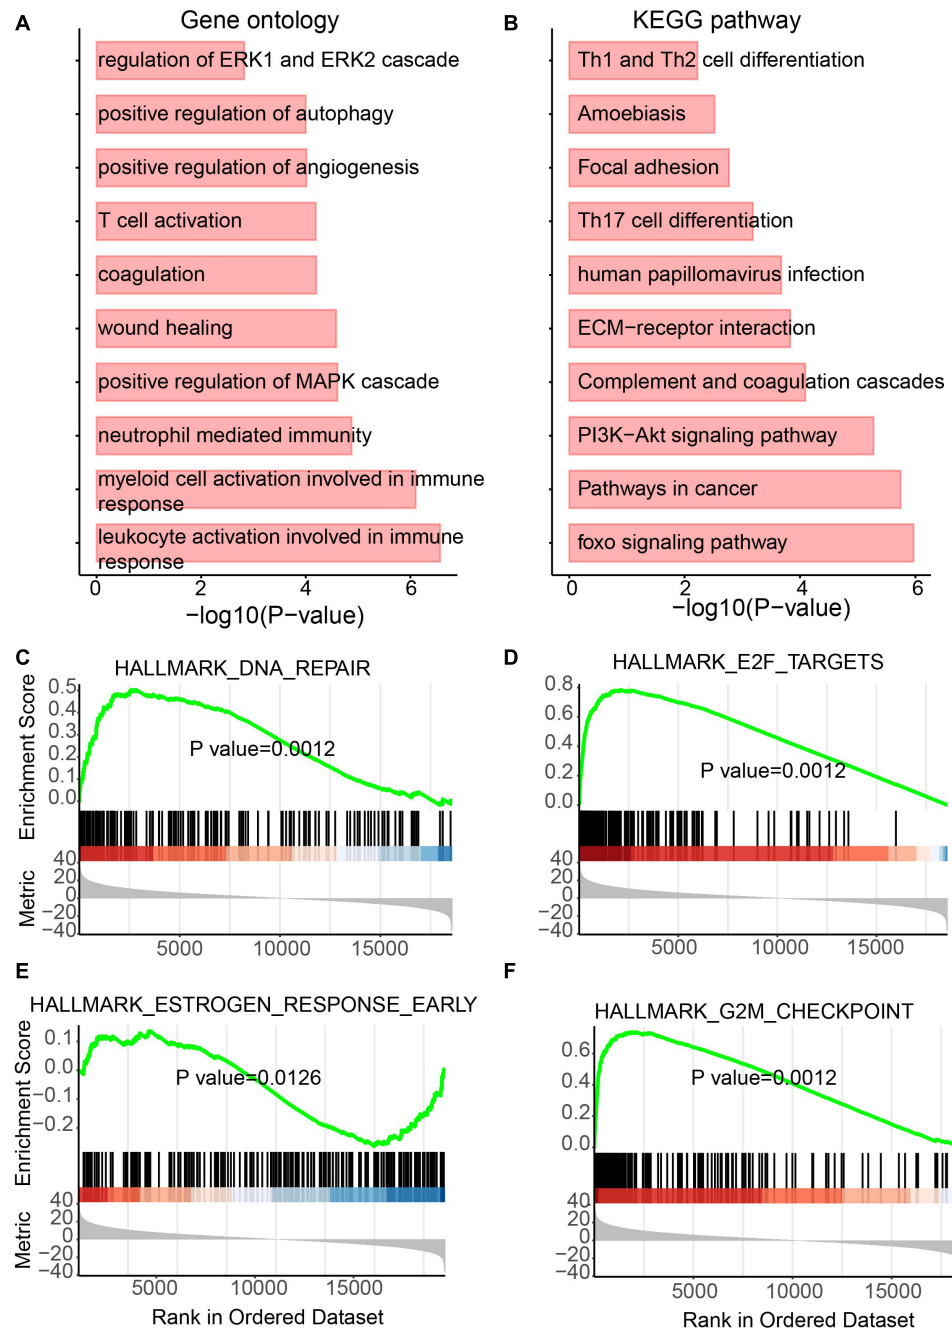 A
Gene ontology
regulation of ERK1 and ERK2 cascade
positive regulation of autophagy
positive regulation of angiogenesis
T cell activation
coagulation
wound healing
positive regulation of MAPK cascade
neutrophil mediated immunity
myeloid cell activation involved in immune
response
leukocyte activation involved in immune
response
0 2 4 6
−log10(P−value)
B
KEGG pathway
Th1 and Th2 cell differentiation
Amoebiasis
Focal adhesion
Th17 cell differentiation
human papillomavirus infection
ECM−receptor interaction
Complement and coagulation cascades
PI3K−Akt signaling pathway
Pathways in cancer
foxo signaling pathway
0 2 4 6
−log10(P−value)
C
HALLMARK_DNA_REPAIR
Enrichment Score
0.5
0.4
0.3
0.2
0.1
0.0
P value=0.0012
Metric
40
20
0
−20
−40
5000 10000 15000
D
HALLMARK_E2F_TARGETS
0.8
0.6
0.4
0.2
0.0
P value=0.0012
40
20
0
−20
−40
5000 10000 15000
E
HALLMARK_ESTROGEN_RESPONSE_EARLY
Enrichment Score
0.1
0.0
−0.1
−0.2
P value=0.0126
Metric
40
20
0
−20
−40
5000 10000 15000
Rank in Ordered Dataset
F
HALLMARK_G2M_CHECKPOINT
0.6
0.4
0.2
0.0
P value=0.0012
40
20
0
−20
−40
5000 10000 15000
Rank in Ordered Dataset